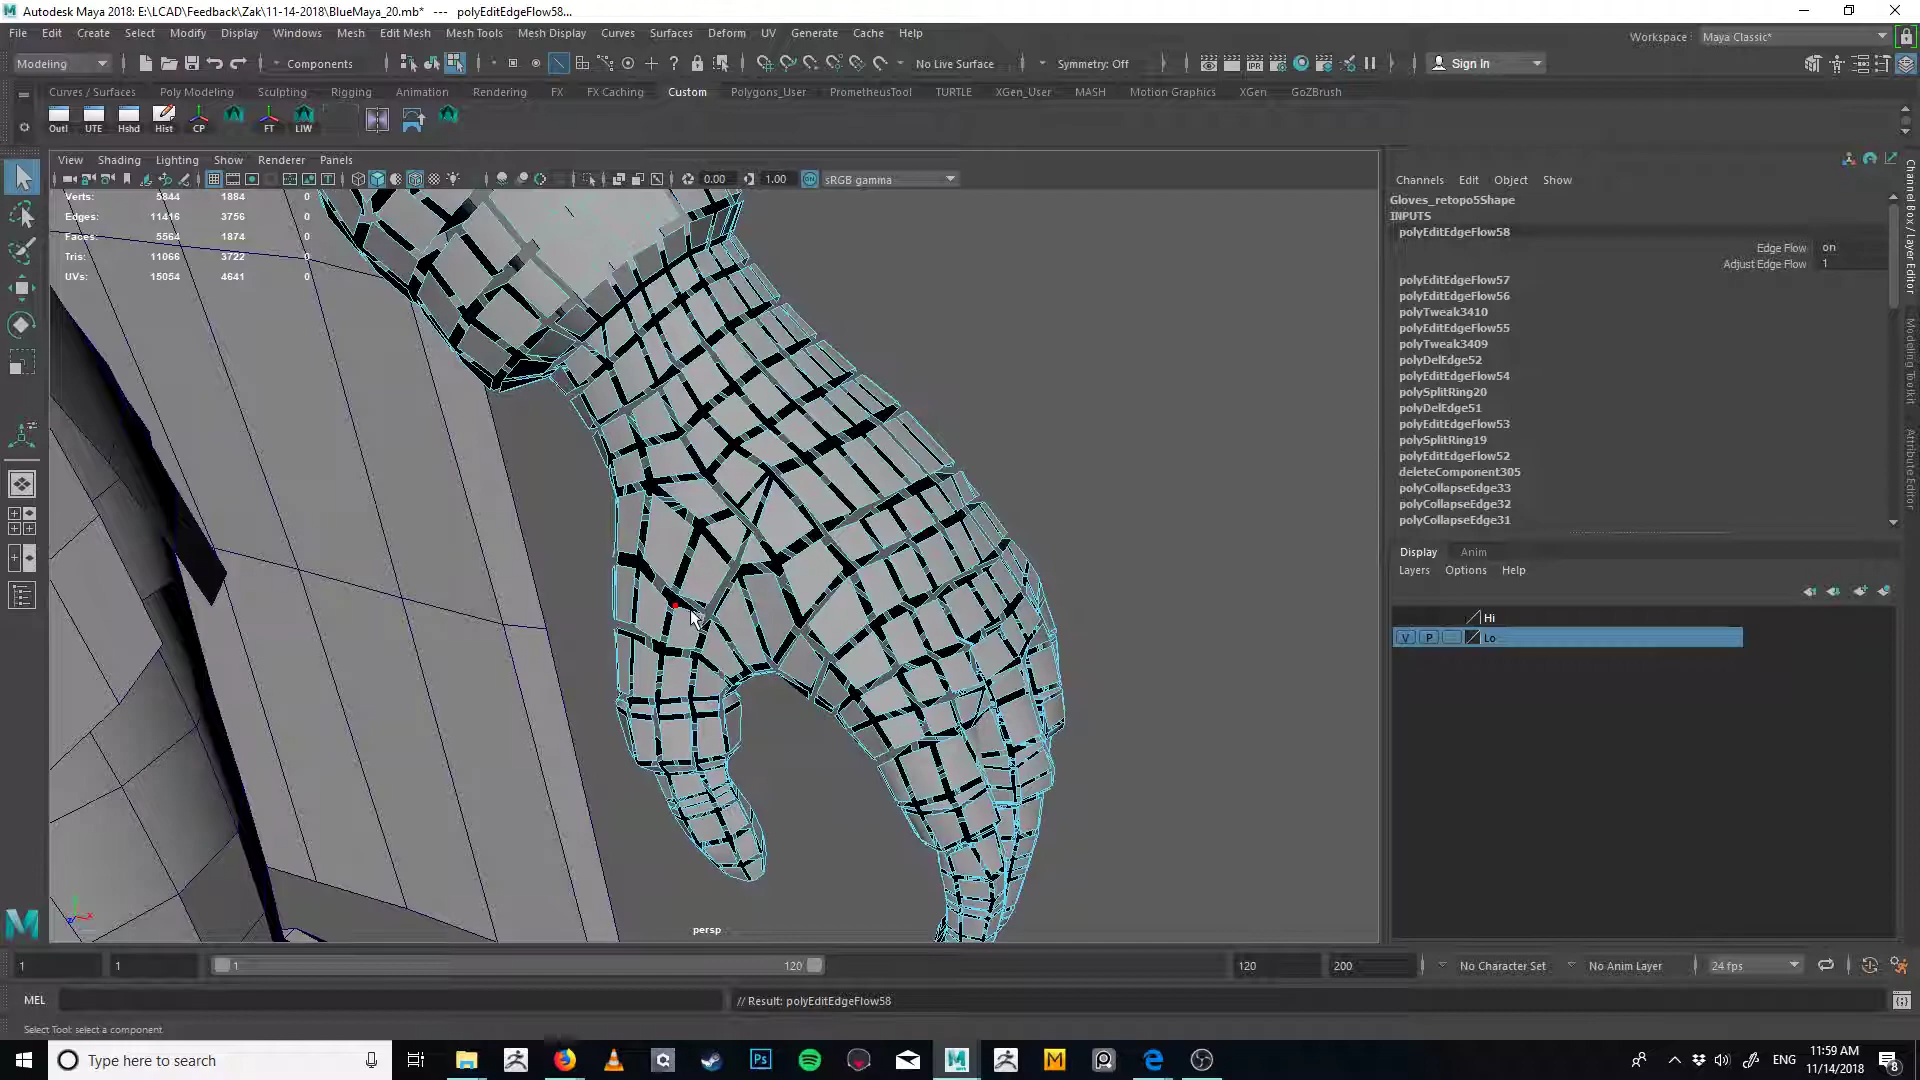 Autodesk Maya 2018: E:\LCAD\Feedback\Zak\11-14-2018\BlueMaya_20.mb* --- polyEditEdgeFlow58...
File Edit Create Select Modify Display Windows Mesh Edit Mesh Mesh Tools Mesh Display Curves Surfaces Deform UV Generate Cache Help
Workspace : Maya Classic*
Modeling Components No Live Surface Symmetry: Off Sign In
Curves / Surfaces Poly Modeling Sculpting Rigging Animation Rendering FX FX Caching Custom Polygons_User PrometheusTool TURTLE XGen_User MASH Motion Graphics XGen GoZBrush
Outl UTE Hshd Hist CP FT LIW
View Shading Lighting Show Renderer Panels
0.00 1.00 sRGB gamma
Verts: 5844 1884 0
Edges: 11416 3756 0
Faces: 5564 1874 0
Tris: 11066 3722 0
UVs: 15054 4641 0
persp
Channels Edit Object Show
Gloves_retopo5Shape
INPUTS
polyEditEdgeFlow58
Edge Flow on
Adjust Edge Flow 1
polyEditEdgeFlow57
polyEditEdgeFlow56
polyTweak3410
polyEditEdgeFlow55
polyTweak3409
polyDelEdge52
polyEditEdgeFlow54
polySplitRing20
polyDelEdge51
polyEditEdgeFlow53
polySplitRing19
polyEditEdgeFlow52
deleteComponent305
polyCollapseEdge33
polyCollapseEdge32
polyCollapseEdge31
Channel Box / Layer Editor
Modeling Toolkit
Attribute Editor
Display Anim
Layers Options Help
Hi
V P Lo
1 1 1 120 120 200 No Character Set No Anim Layer 24 fps
MEL // Result: polyEditEdgeFlow58
Select Tool: select a component
Type here to search
ENG
11:59 AM
11/14/2018
8